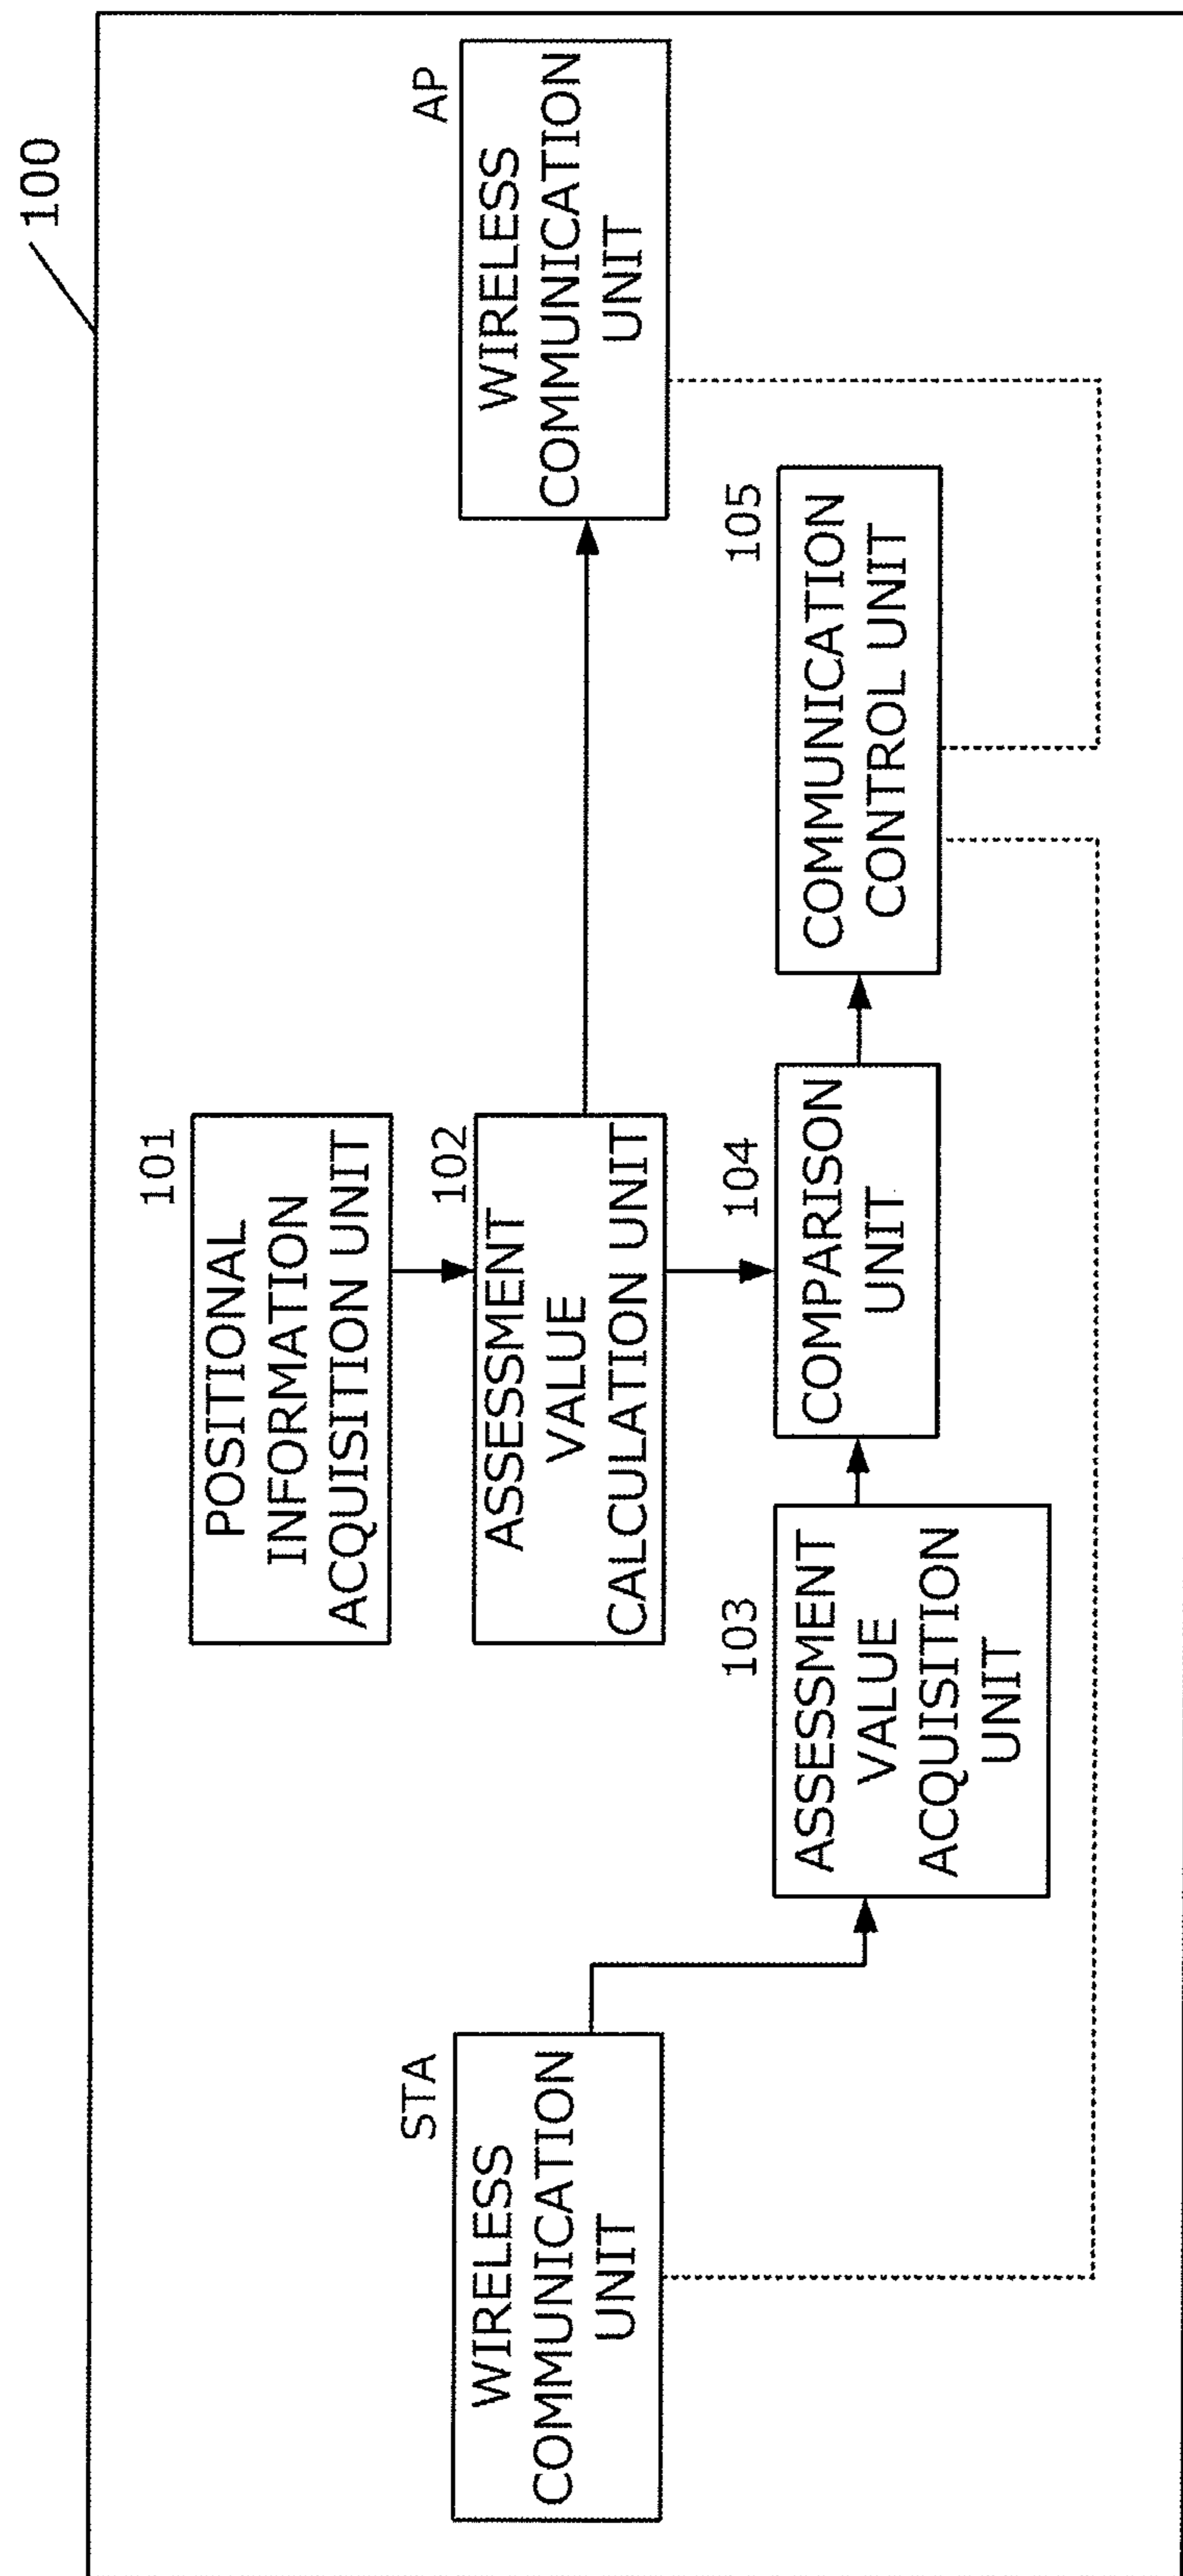 100
101
POSITIONAL
INFORMATION
ACQUISITION UNIT
STA
WIRELESS
COMMUNICATION
UNIT
102
ASSESSMENT
VALUE
CALCULATION UNIT
AP
WIRELESS
COMMUNICATION
UNIT
103
ASSESSMENT
VALUE
ACQUISITION
UNIT
104
COMPARISON
UNIT
105
COMMUNICATION
CONTROL UNIT